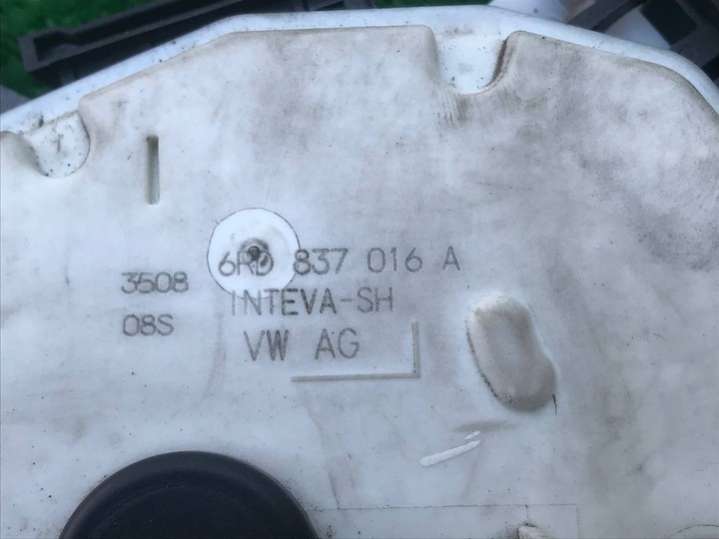 6RD 837 016 A
3508 INTEVA-SH
08S VW AG